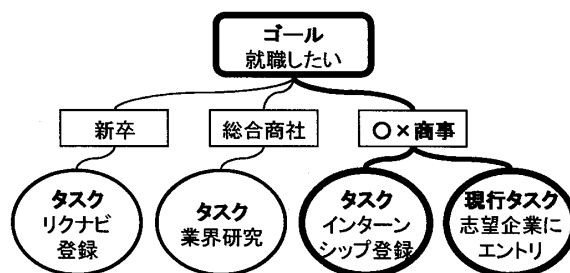 ゴール
就職したい
新卒
総合商社
○×商事
タスク
リクナビ
登録
タスク
業界研究
タスク
インターン
シップ登録
現行タスク
志望企業に
エントリ